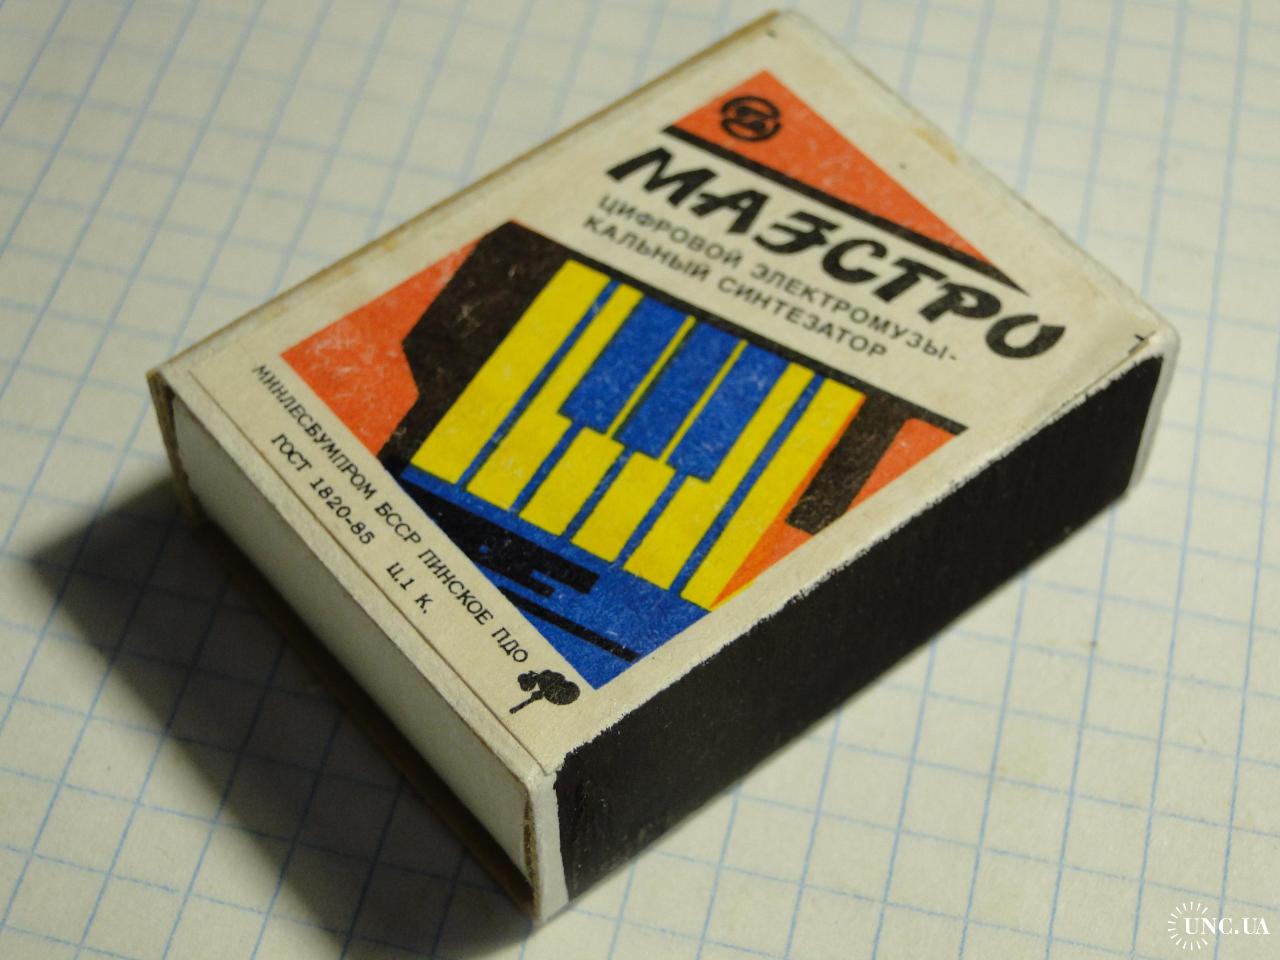 МАЭСТРО
ЦИФРОВОЙ ЭЛЕКТРОМУЗЫ-
КАЛЬНЫЙ СИНТЕЗАТОР
МИНЛЕСБУМПРОМ БССР ПИНСКОЕ ПДО
ГОСТ 1820-85 Ц.1 К.
UNC.UA